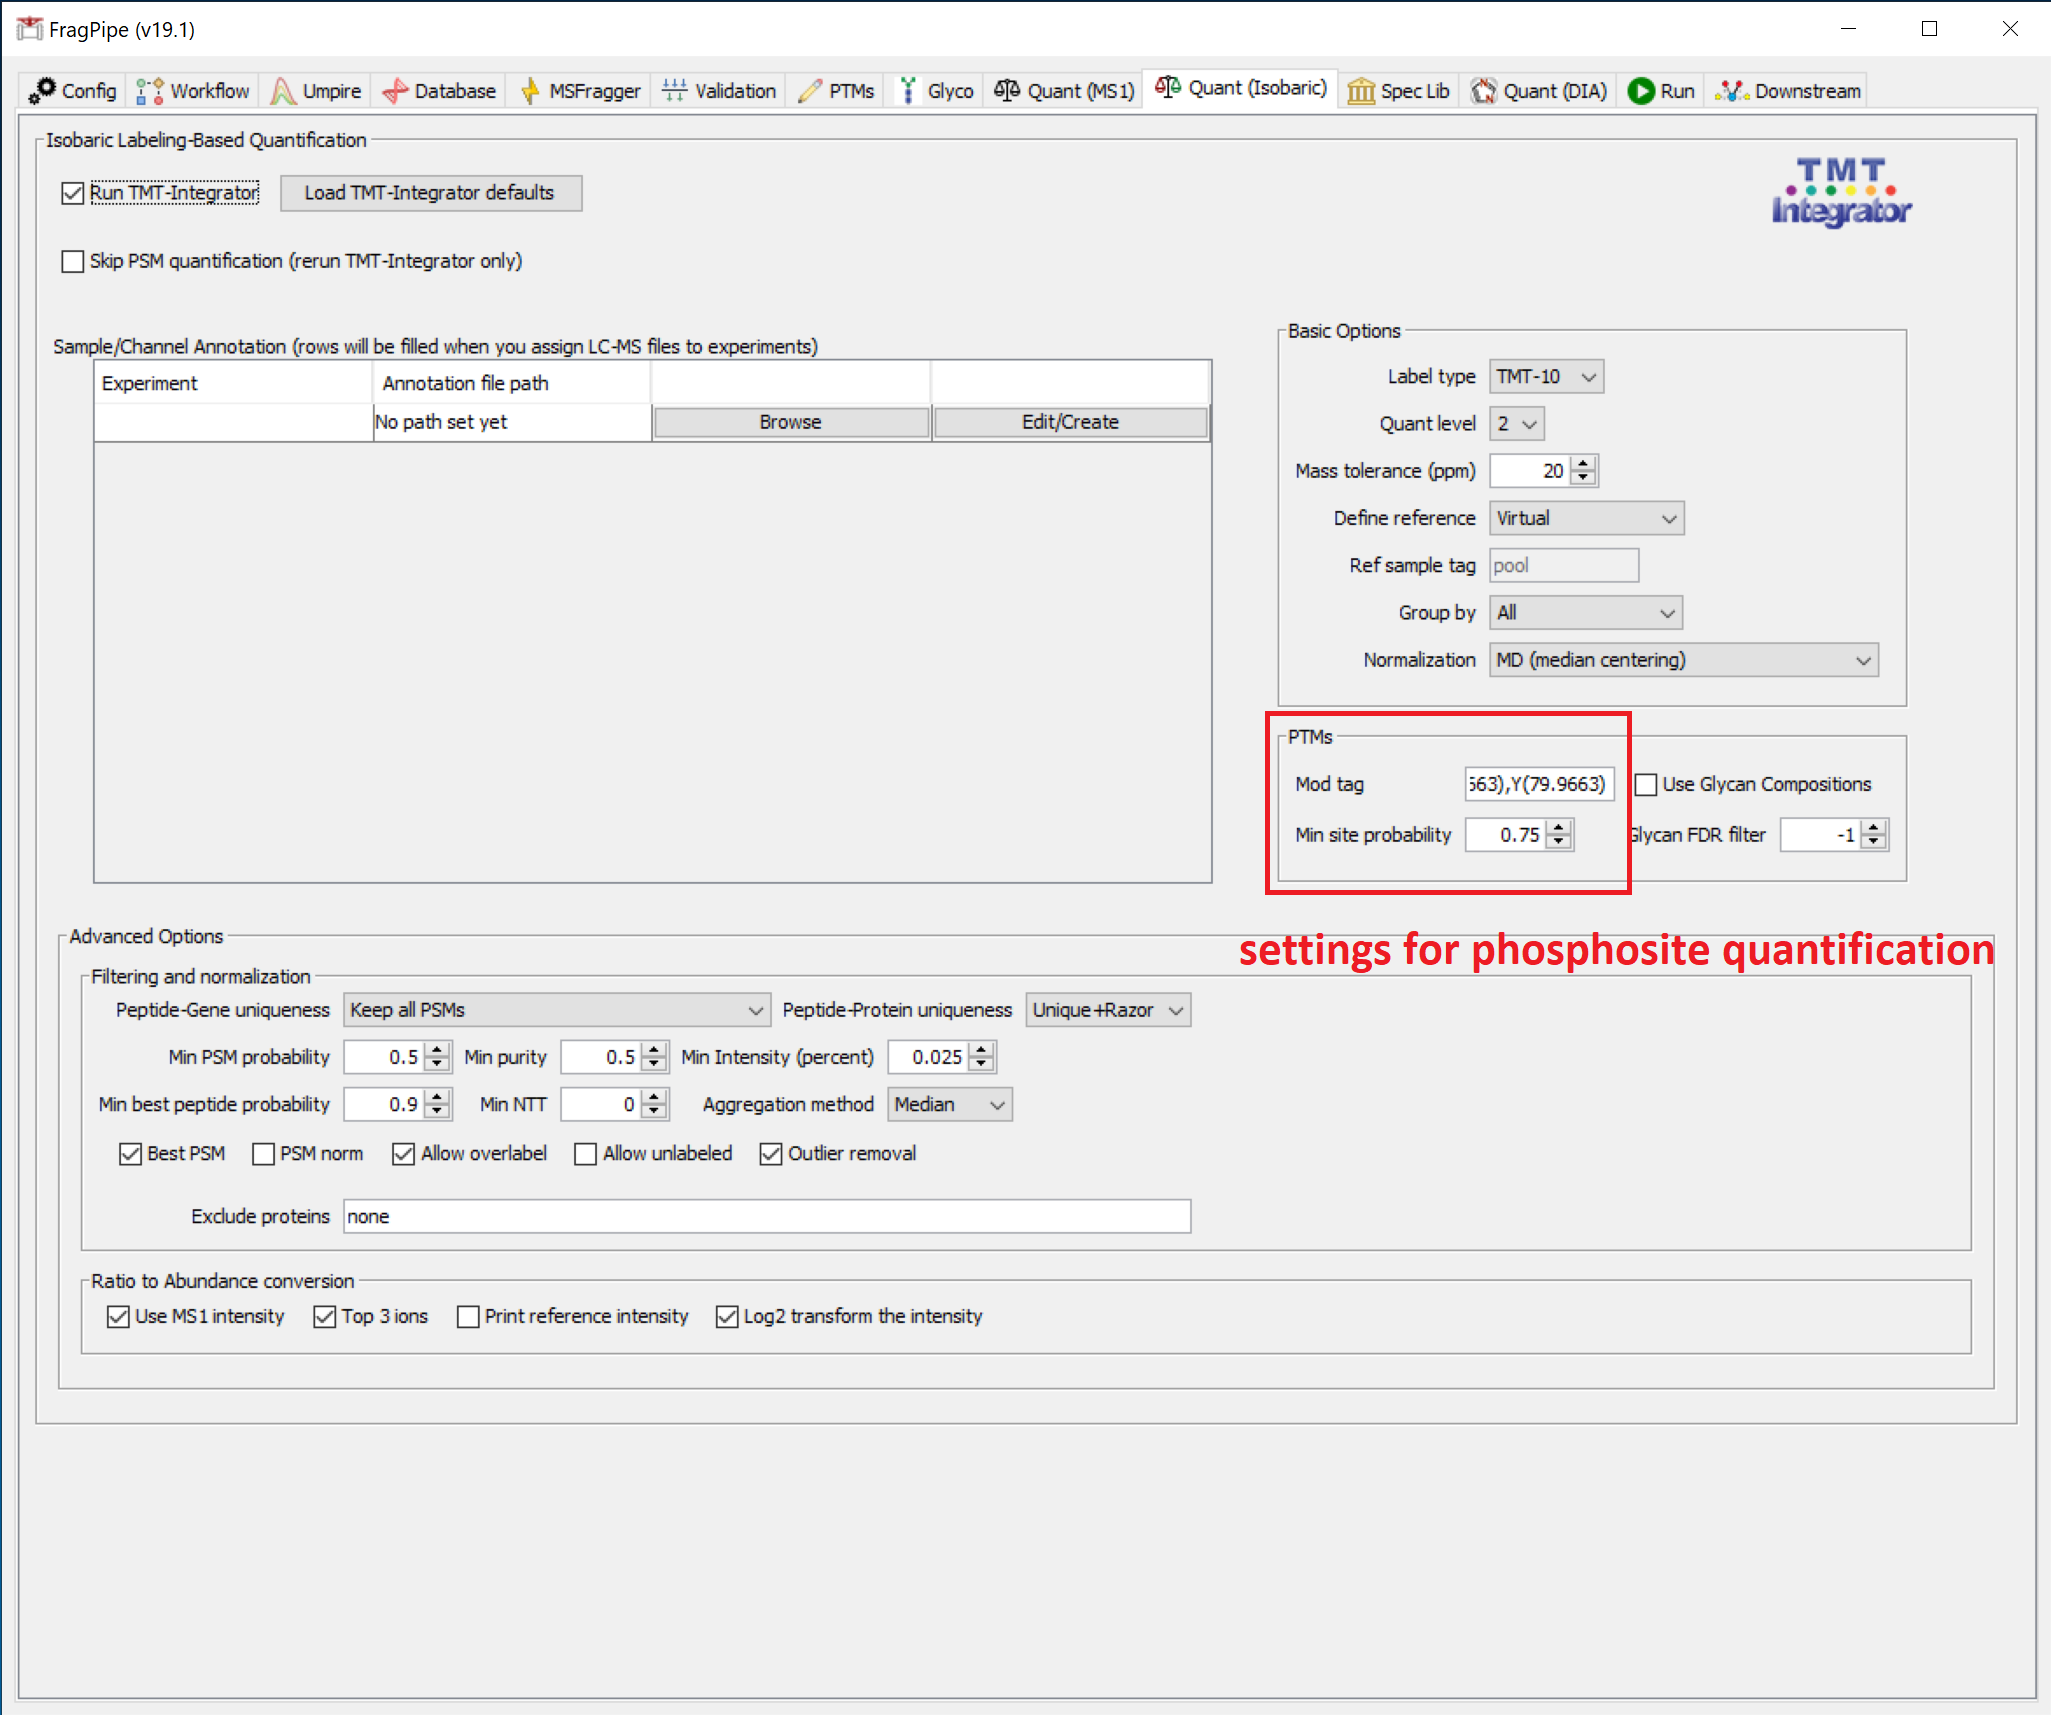 FragPipe (v19.1)
Config Workflow Umpire Database MSFragger Validation PTMs Glyco Quant (MS1) Quant (Isobaric) Spec Lib Quant (DIA) Run Downstream
Isobaric Labeling-Based Quantification
TMT
Integrator
Run TMT-Integrator Load TMT-Integrator defaults
Skip PSM quantification (rerun TMT-Integrator only)
Sample/Channel Annotation (rows will be filled when you assign LC-MS files to experiments)
Experiment Annotation file path
No path set yet Browse Edit/Create
Basic Options
Label type TMT-10
Quant level 2
Mass tolerance (ppm) 20
Define reference Virtual
Ref sample tag pool
Group by All
Normalization MD (median centering)
PTMs
Mod tag 563),Y(79.9663) Use Glycan Compositions
Min site probability 0.75 Glycan FDR filter -1
settings for phosphosite quantification
Advanced Options
Filtering and normalization
Peptide-Gene uniqueness Keep all PSMs Peptide-Protein uniqueness Unique+Razor
Min PSM probability 0.5 Min purity 0.5 Min Intensity (percent) 0.025
Min best peptide probability 0.9 Min NTT 0 Aggregation method Median
Best PSM PSM norm Allow overlabel Allow unlabeled Outlier removal
Exclude proteins none
Ratio to Abundance conversion
Use MS1 intensity Top 3 ions Print reference intensity Log2 transform the intensity